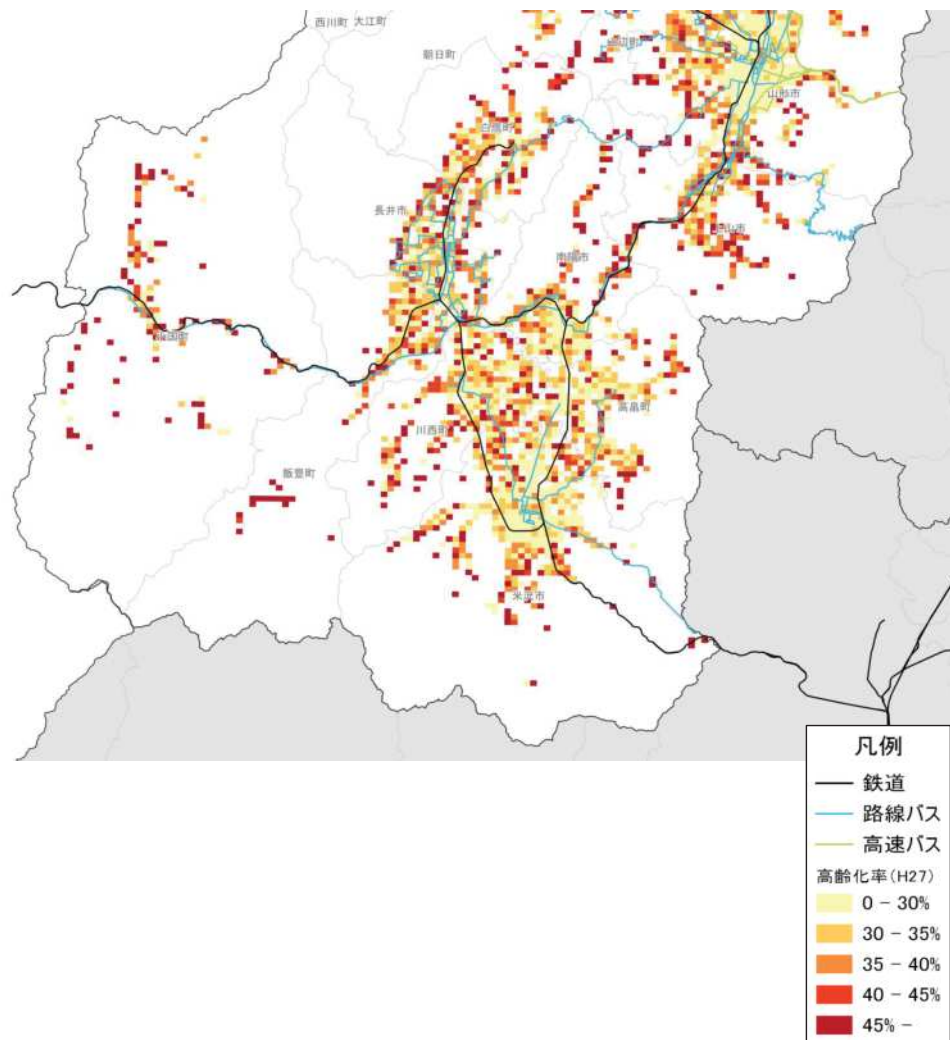 西川町 大江町
朝日町
山辺町
山形市
白鷹町
長井市
上山市
南陽市
小国町
高畠町
川西町
飯豊町
米沢市
凡例
鉄道
路線バス
高速バス
高齢化率(H27)
0 - 30%
30 - 35%
35 - 40%
40 - 45%
45% -